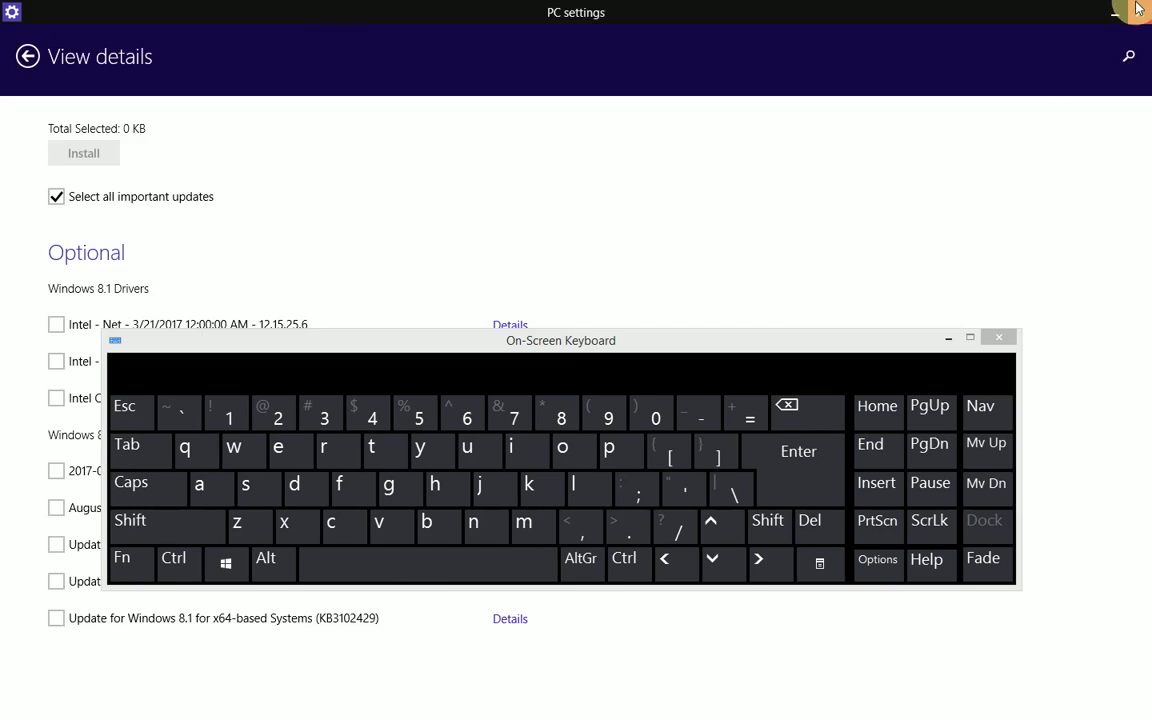 PC settings
View details
Total Selected: 0 KB
Install
Select all important updates
Optional
Windows 8.1 Drivers
Intel - Net - 3/21/2017 12:00:00 AM - 12.15.25.6 Details
On-Screen Keyboard
Intel -
Intel C
Windows 8
2017-0
Augus
Updat
Updat
Esc ~ ` ! 1 @ 2 # 3 $ 4 % 5 ^ 6 & 7 * 8 ( 9 ) 0 _ - + = Home PgUp Nav
Tab q w e r t y u i o p { [ } ] Enter End PgDn Mv Up
Caps a s d f g h j k l : ; " ' | \ Insert Pause Mv Dn
Shift z x c v b n m < , > . ? / Shift Del PrtScn ScrLk Dock
Fn Ctrl Alt AltGr Ctrl Options Help Fade
Update for Windows 8.1 for x64-based Systems (KB3102429) Details